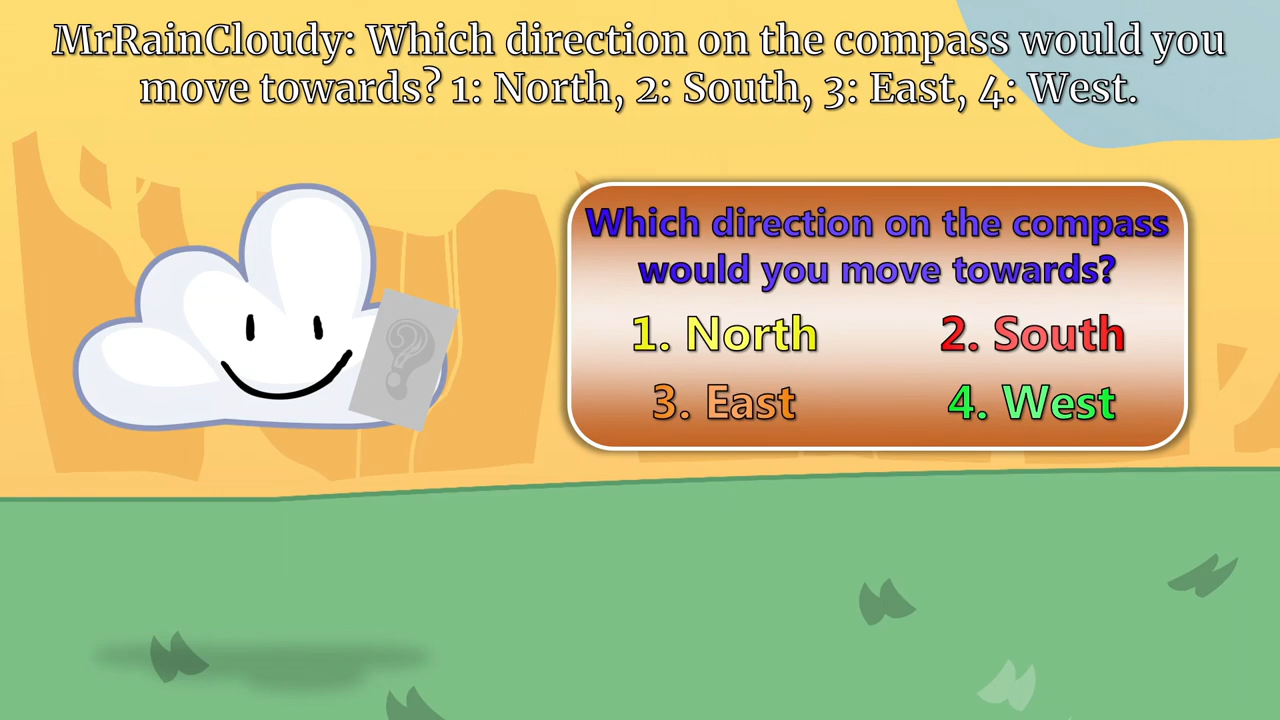 MrRainCloudy: Which direction on the compass would you
move towards? 1: North, 2: South, 3: East, 4: West.
Which direction on the compass
would you move towards?
1. North 2. South
3. East 4. West
?